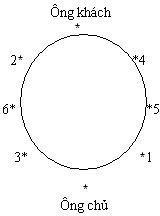 Ông khách
*
2* *4
6* *5
3* *1
*
Ông chủ